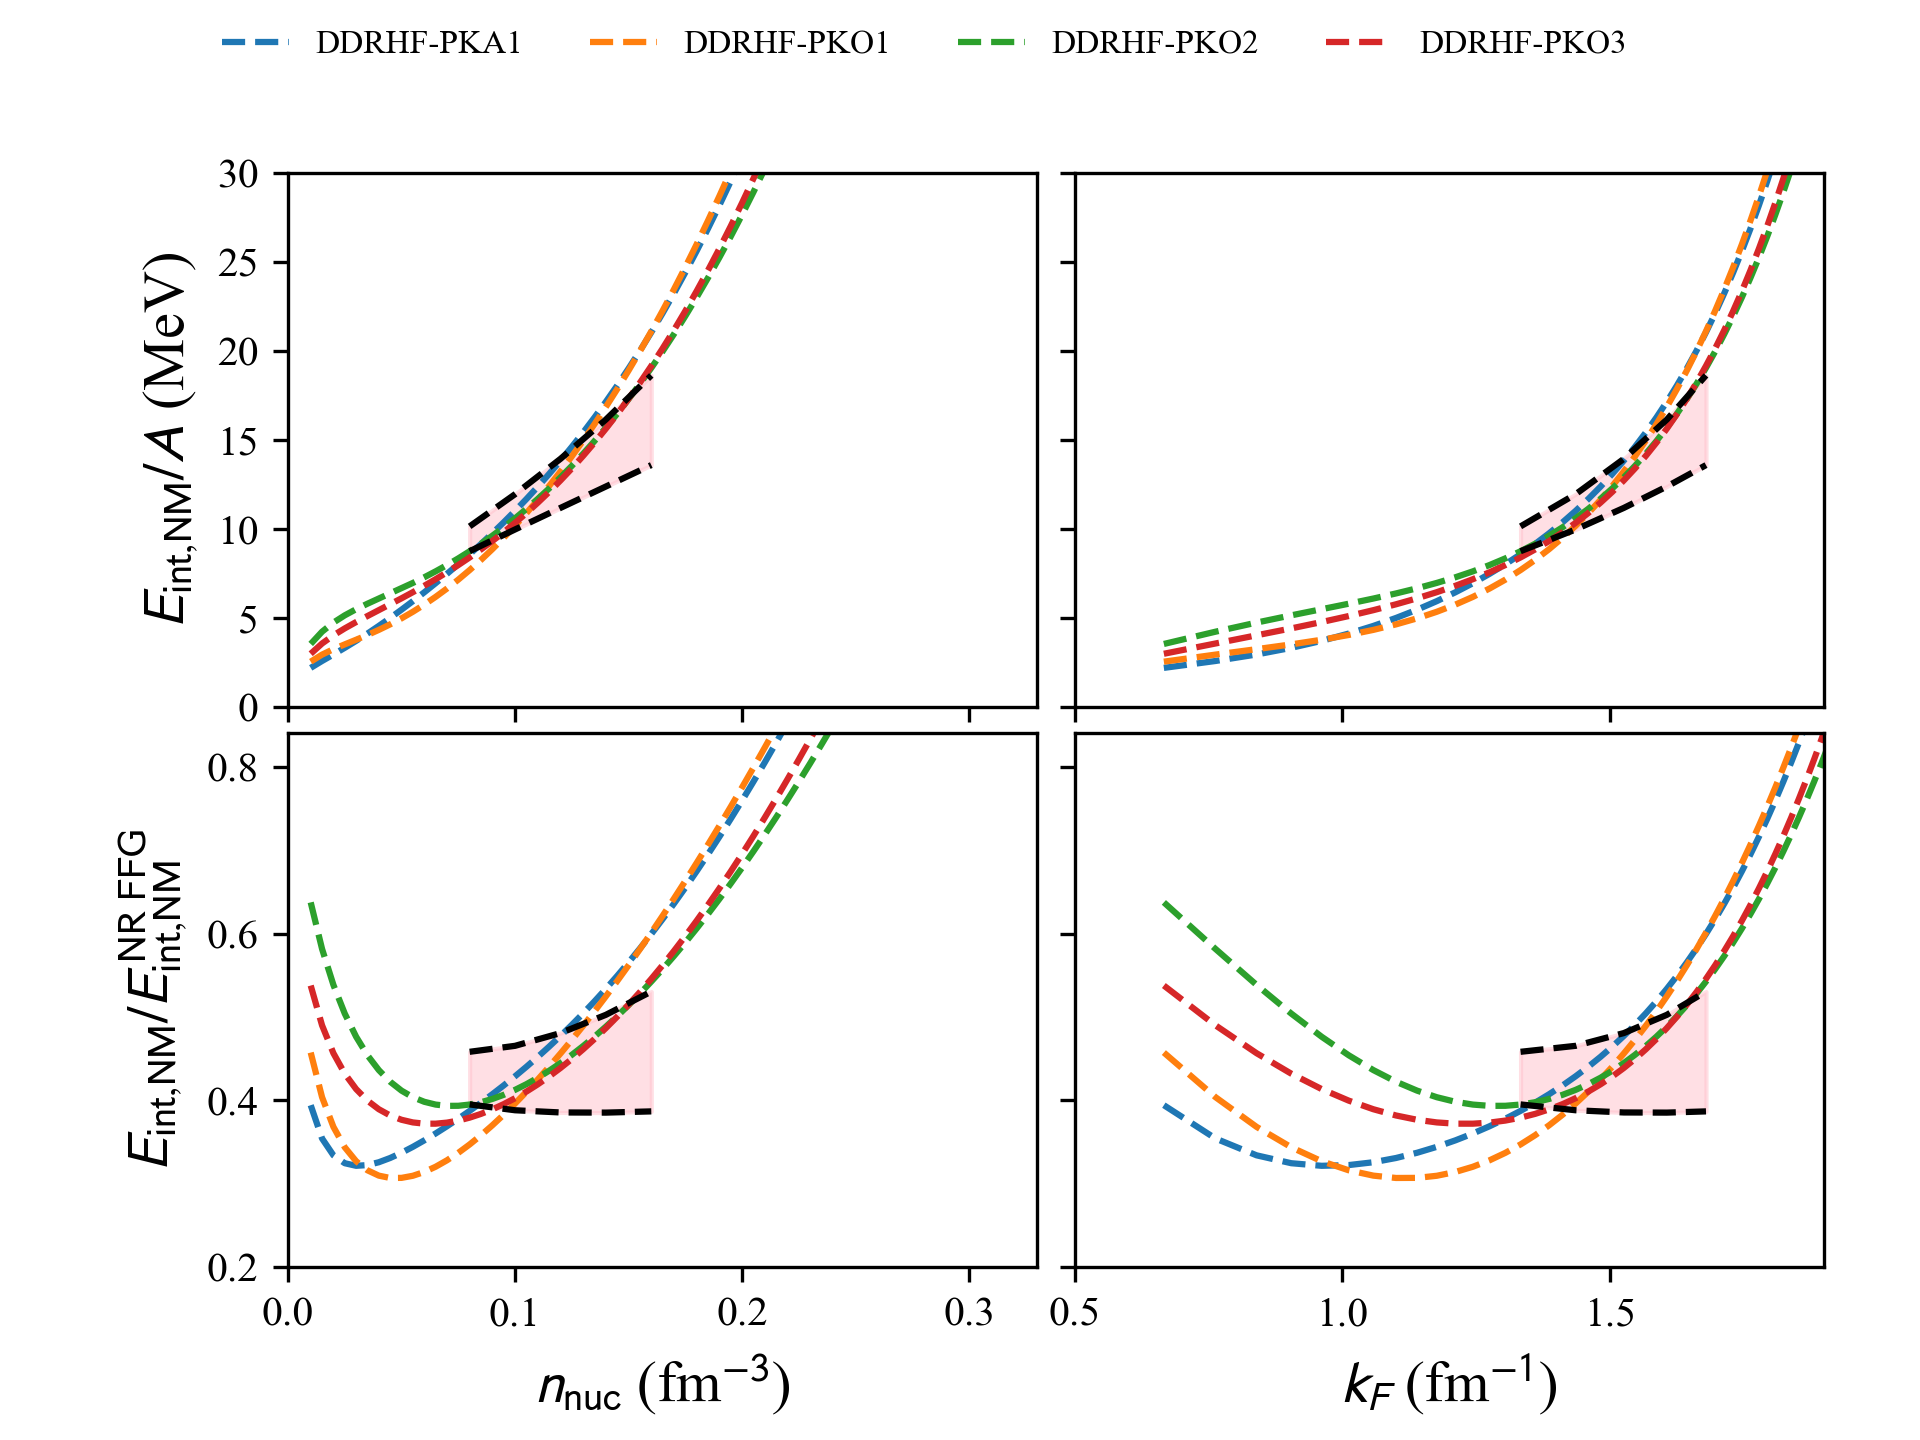 DDRHF-PKA1 DDRHF-PKO1 DDRHF-PKO2 DDRHF-PKO3
E_int,NM/A (MeV)
30
25
20
15
10
5
0
E_int,NM/E^NR FFG_int,NM
0.8
0.6
0.4
0.2
0.0 0.1 0.2 0.3
0.5 1.0 1.5
n_nuc (fm⁻³)
k_F (fm⁻¹)